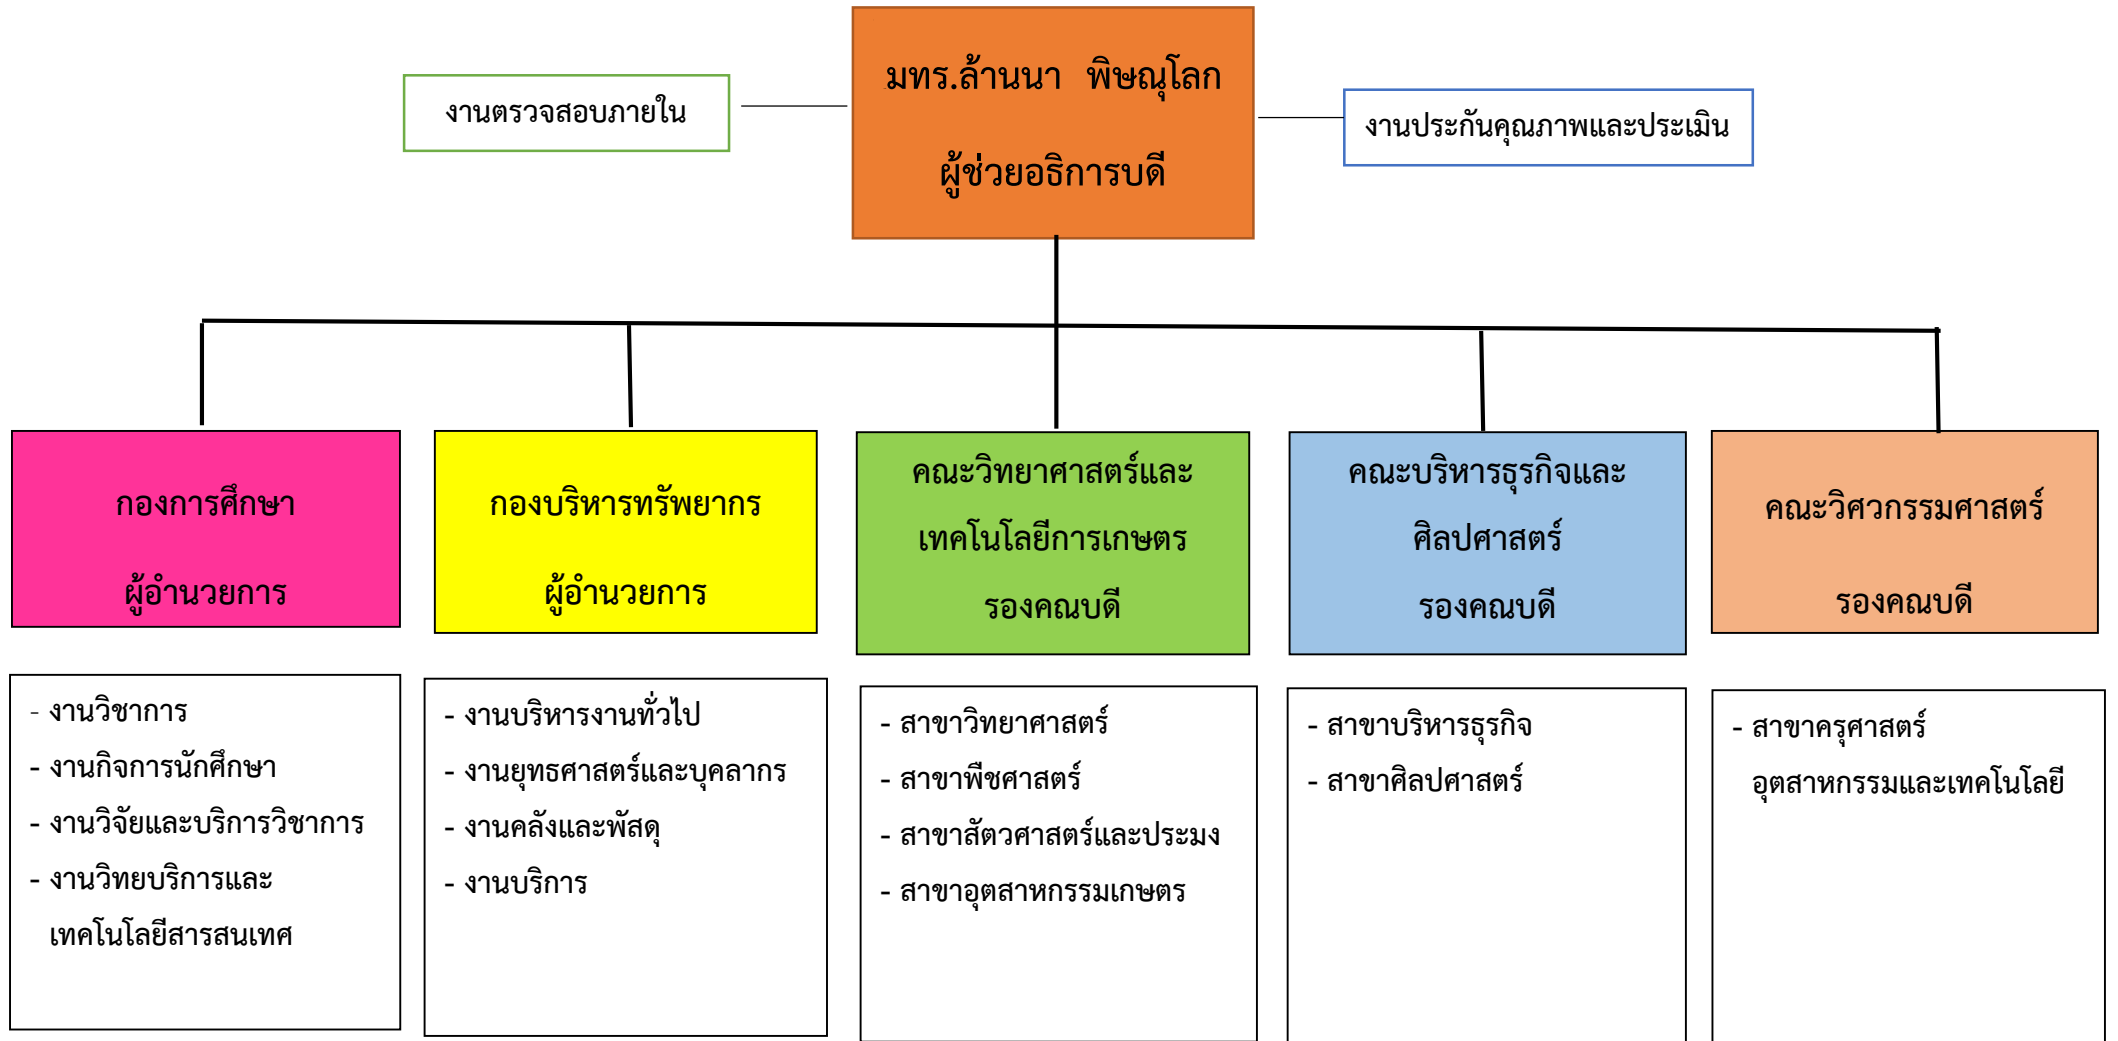 มทร.ล้านนา พิษณุโลก
ผู้ช่วยอธิการบดี
งานตรวจสอบภายใน
งานประกันคุณภาพและประเมิน
กองการศึกษา
ผู้อำนวยการ
กองบริหารทรัพยากร
ผู้อำนวยการ
คณะวิทยาศาสตร์และ
เทคโนโลยีการเกษตร
รองคณบดี
คณะบริหารธุรกิจและ
ศิลปศาสตร์
รองคณบดี
คณะวิศวกรรมศาสตร์
รองคณบดี
- งานวิชาการ
- งานกิจการนักศึกษา
- งานวิจัยและบริการวิชาการ
- งานวิทยบริการและ
เทคโนโลยีสารสนเทศ
- งานบริหารงานทั่วไป
- งานยุทธศาสตร์และบุคลากร
- งานคลังและพัสดุ
- งานบริการ
- สาขาวิทยาศาสตร์
- สาขาพืชศาสตร์
- สาขาสัตวศาสตร์และประมง
- สาขาอุตสาหกรรมเกษตร
- สาขาบริหารธุรกิจ
- สาขาศิลปศาสตร์
- สาขาครุศาสตร์
อุตสาหกรรมและเทคโนโลยี